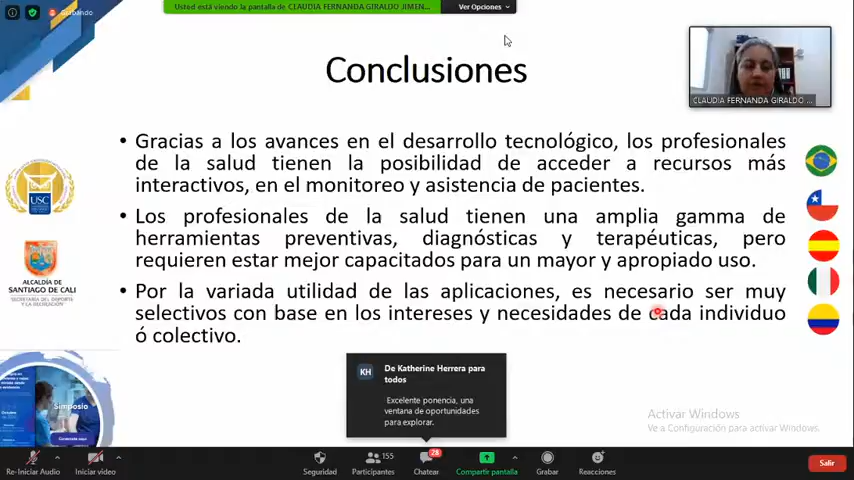 Grabando
Usted está viendo la pantalla de CLAUDIA FERNANDA GIRALDO JIMEN...
Ver Opciones
Conclusiones
CLAUDIA FERNANDA GIRALDO ...
• Gracias a los avances en el desarrollo tecnológico, los profesionales
de la salud tienen la posibilidad de acceder a recursos más
interactivos, en el monitoreo y asistencia de pacientes.
• Los profesionales de la salud tienen una amplia gamma de
herramientas preventivas, diagnósticas y terapéuticas, pero
requieren estar mejor capacitados para un mayor y apropiado uso.
• Por la variada utilidad de las aplicaciones, es necesario ser muy
selectivos con base en los intereses y necesidades de cada individuo
ó colectivo.
USC
ALCALDÍA DE
SANTIAGO DE CALI
SECRETARÍA DEL DEPORTE
Y LA RECREACIÓN
Simposio
KH
De Katherine Herrera para
todos
Excelente ponencia, una
ventana de oportunidades
para explorar.
Activar Windows
Ve a Configuración para activar Windows.
Re-Iniciar Audio
Iniciar video
Seguridad
155
Participantes
28
Chatear
Compartir pantalla
Grabar
Reacciones
Salir